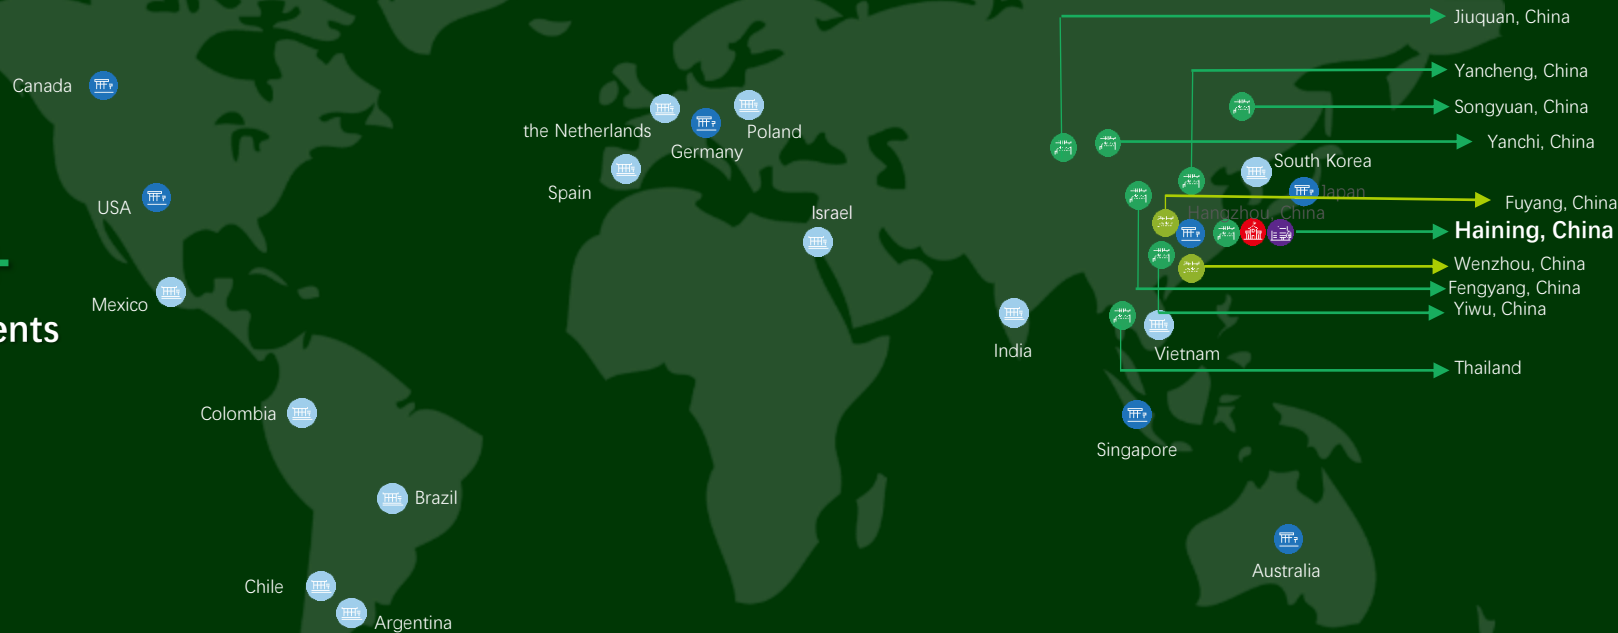 Jiuquan, China
Canada
Yancheng, China
Songyuan, China
the Netherlands
Poland
Germany
Yanchi, China
South Korea
Spain
Japan
USA
Israel
Hangzhou, China
Fuyang, China
Haining, China
Wenzhou, China
Fengyang, China
Mexico
Yiwu, China
ents
India
Vietnam
Thailand
Colombia
Singapore
Brazil
Australia
Chile
Argentina